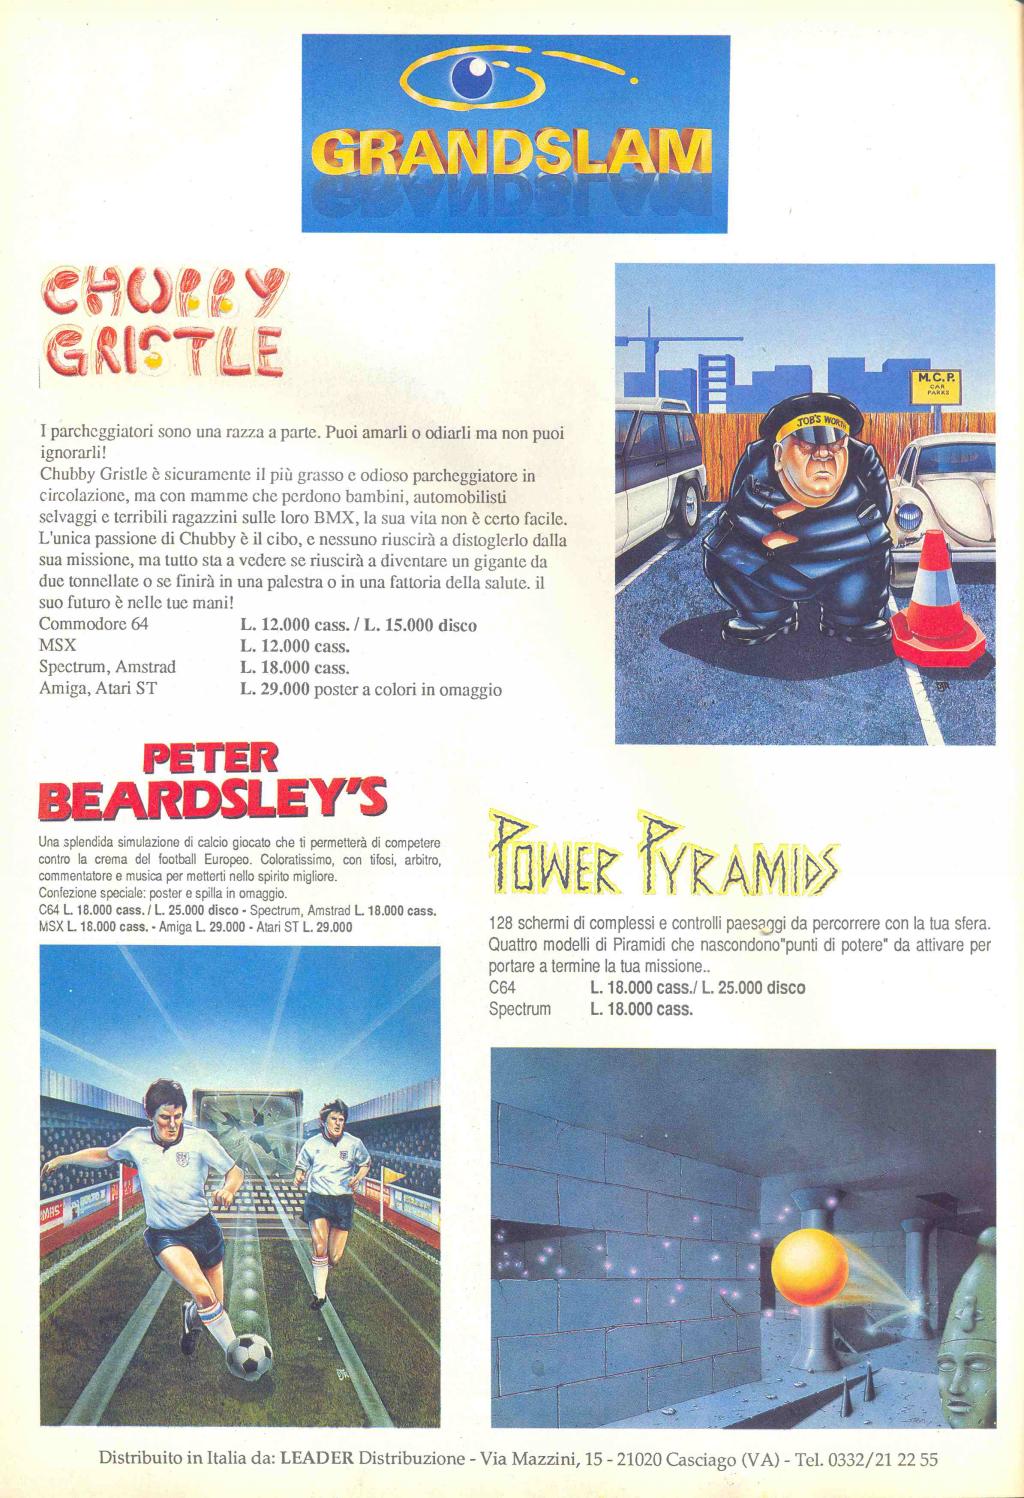 GRANDSLAM
CHUBBY
GRISTLE
I parcheggiatori sono una razza a parte. Puoi amarli o odiarli ma non puoi
ignorarli!
Chubby Gristle è sicuramente il più grasso e odioso parcheggiatore in
circolazione, ma con mamme che perdono bambini, automobilisti
selvaggi e terribili ragazzini sulle loro BMX, la sua vita non è certo facile.
L'unica passione di Chubby è il cibo, e nessuno riuscirà a distoglierlo dalla
sua missione, ma tutto sta a vedere se riuscirà a diventare un gigante da
due tonnellate o se finirà in una palestra o in una fattoria della salute. il
suo futuro è nelle tue mani!
Commodore 64 L. 12.000 cass. / L. 15.000 disco
MSX L. 12.000 cass.
Spectrum, Amstrad L. 18.000 cass.
Amiga, Atari ST L. 29.000 poster a colori in omaggio
M.C.P.
CAR
PARKS
JOB'S WORTH
PETER
BEARDSLEY'S
Una splendida simulazione di calcio giocato che ti permetterà di competere
contro la crema del football Europeo. Coloratissimo, con tifosi, arbitro,
commentatore e musica per metterti nello spirito migliore.
Confezione speciale: poster e spilla in omaggio.
C64 L. 18.000 cass. / L. 25.000 disco - Spectrum, Amstrad L. 18.000 cass.
MSX L. 18.000 cass. - Amiga L. 29.000 - Atari ST L. 29.000
POWER PYRAMIDS
128 schermi di complessi e controlli paesaggi da percorrere con la tua sfera.
Quattro modelli di Piramidi che nascondono"punti di potere" da attivare per
portare a termine la tua missione..
C64 L. 18.000 cass./ L. 25.000 disco
Spectrum L. 18.000 cass.
Distribuito in Italia da: LEADER Distribuzione - Via Mazzini, 15 - 21020 Casciago (VA) - Tel. 0332/21 22 55